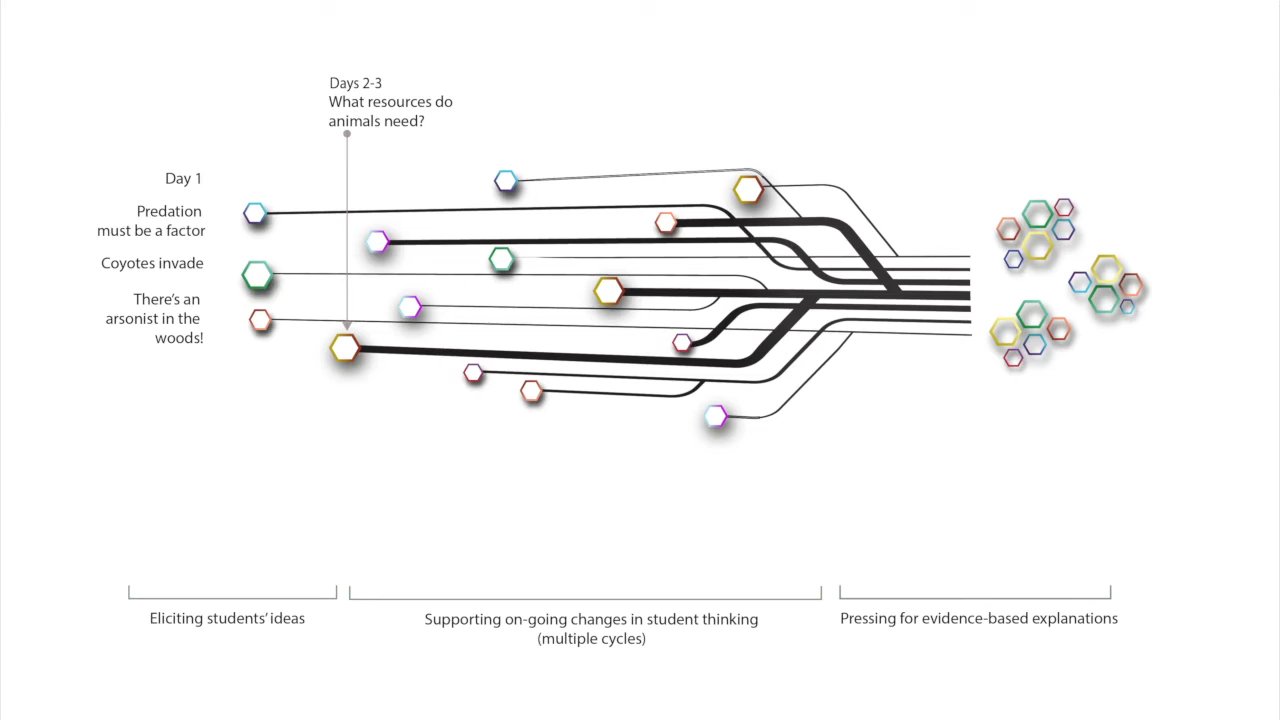 Days 2-3
What resources do
animals need?
Day 1
Predation
must be a factor
Coyotes invade
There's an
arsonist in the
woods!
Eliciting students' ideas
Supporting on-going changes in student thinking
(multiple cycles)
Pressing for evidence-based explanations